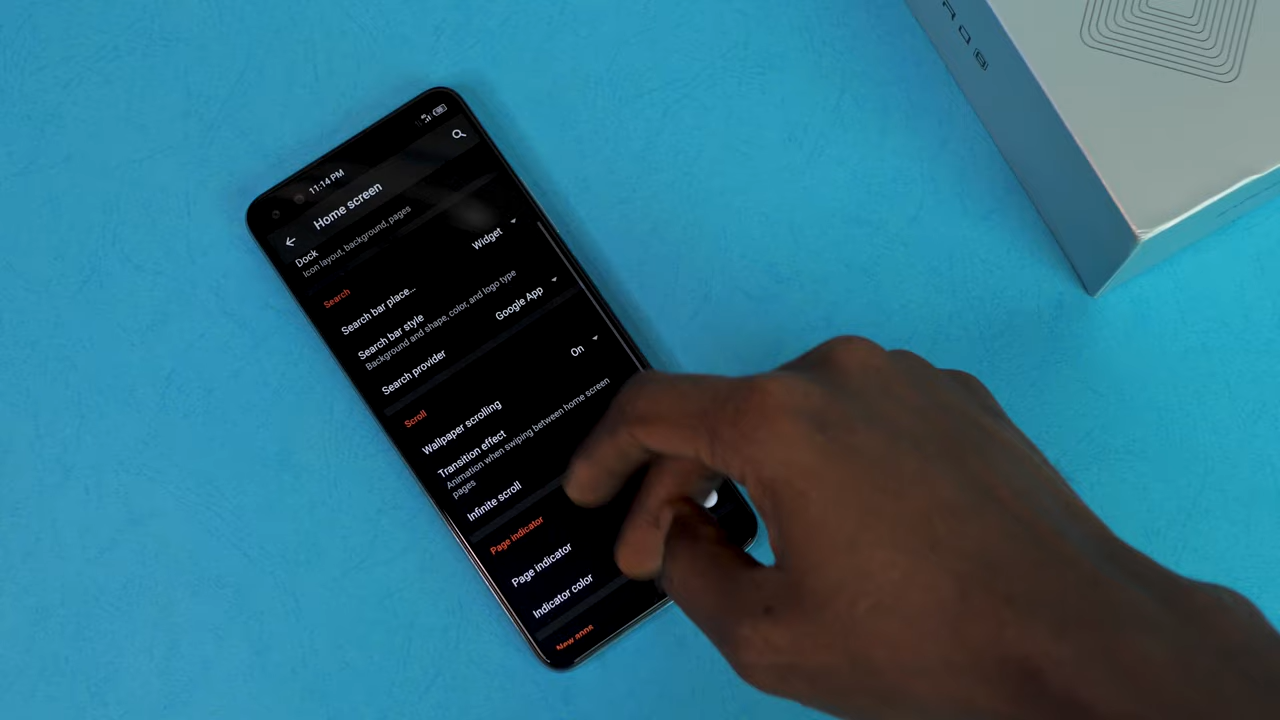 11:14 PM
Home screen
Dock
Icon layout, background, pages
Search
Search bar place...
Widget
Search bar style
Background and shape, color, and logo type
Search provider
Google App
Scroll
Wallpaper scrolling
On
Transition effect
Animation when swiping between home screen
pages
Infinite scroll
Page indicator
Page indicator
Indicator color
New apps